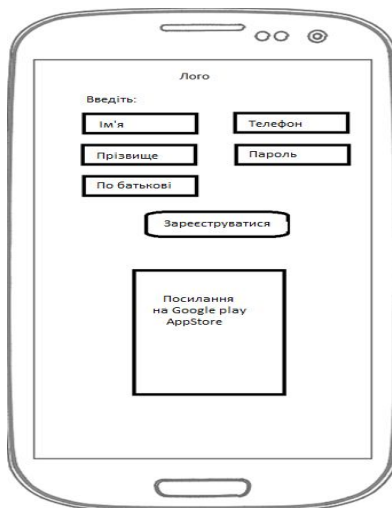 Лого
Введіть:
Ім'я
Телефон
Прізвище
Пароль
По батькові
Зареєструватися
Посилання
на Google play
AppStore